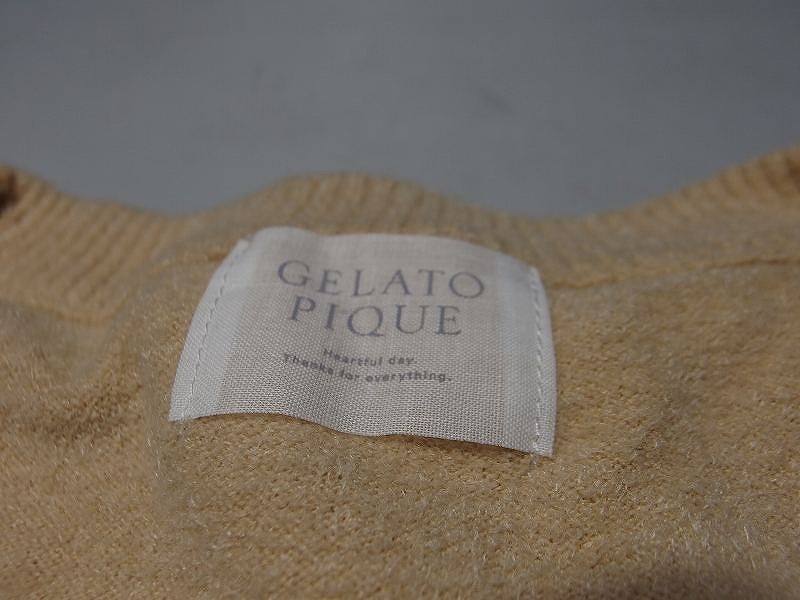 GELATO
PIQUE
Heartful day.
Thanks for everything.